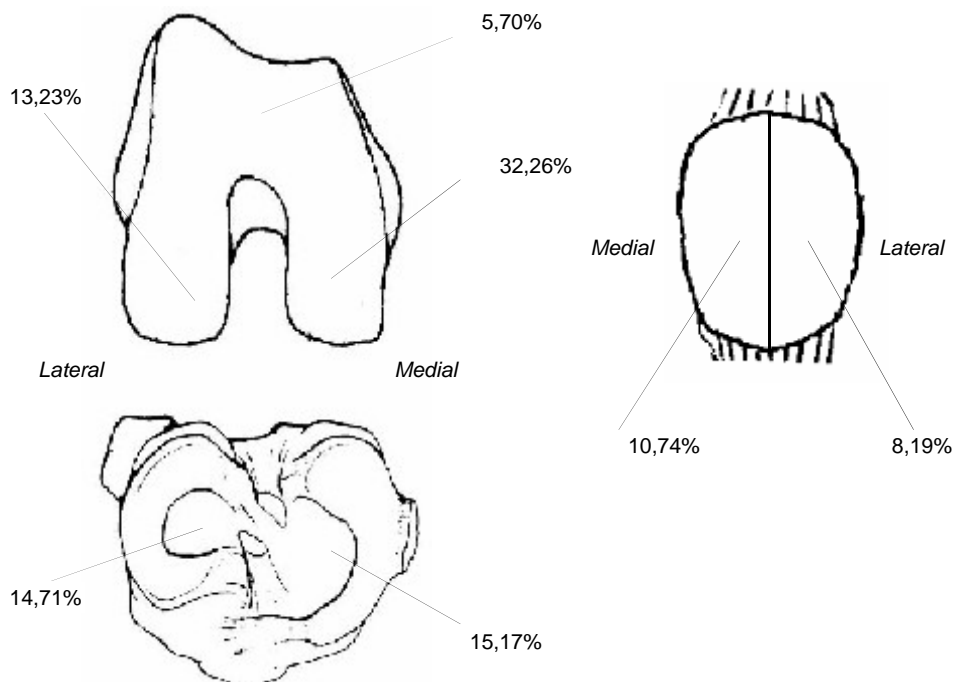 5,70%
13,23%
32,26%
Medial
Lateral
Lateral
Medial
10,74%
8,19%
14,71%
15,17%